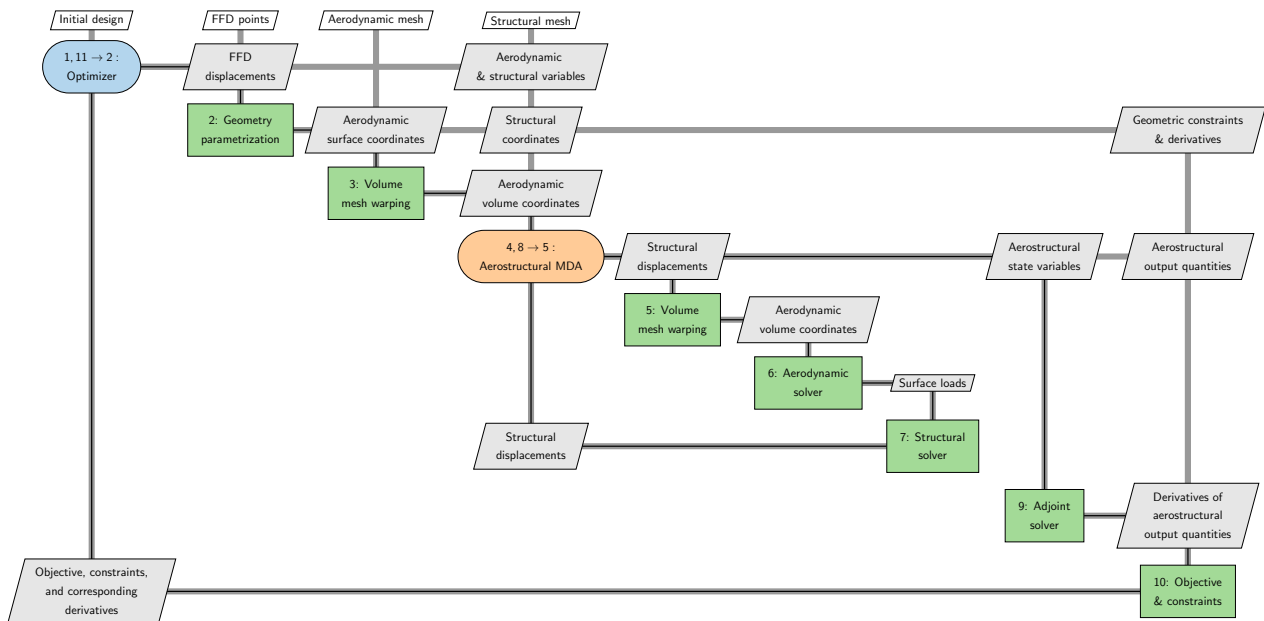 Initial design
FFD points
Aerodynamic mesh
Structural mesh
1, 11 → 2 :
Optimizer
FFD
displacements
Aerodynamic
& structural variables
2: Geometry
parametrization
Aerodynamic
surface coordinates
Structural
coordinates
Geometric constraints
& derivatives
3: Volume
mesh warping
Aerodynamic
volume coordinates
4, 8 → 5 :
Aerostructural MDA
Structural
displacements
Aerostructural
state variables
Aerostructural
output quantities
5: Volume
mesh warping
Aerodynamic
volume coordinates
6: Aerodynamic
solver
Surface loads
Structural
displacements
7: Structural
solver
9: Adjoint
solver
Derivatives of
aerostructural
output quantities
Objective, constraints,
and corresponding
derivatives
10: Objective
& constraints